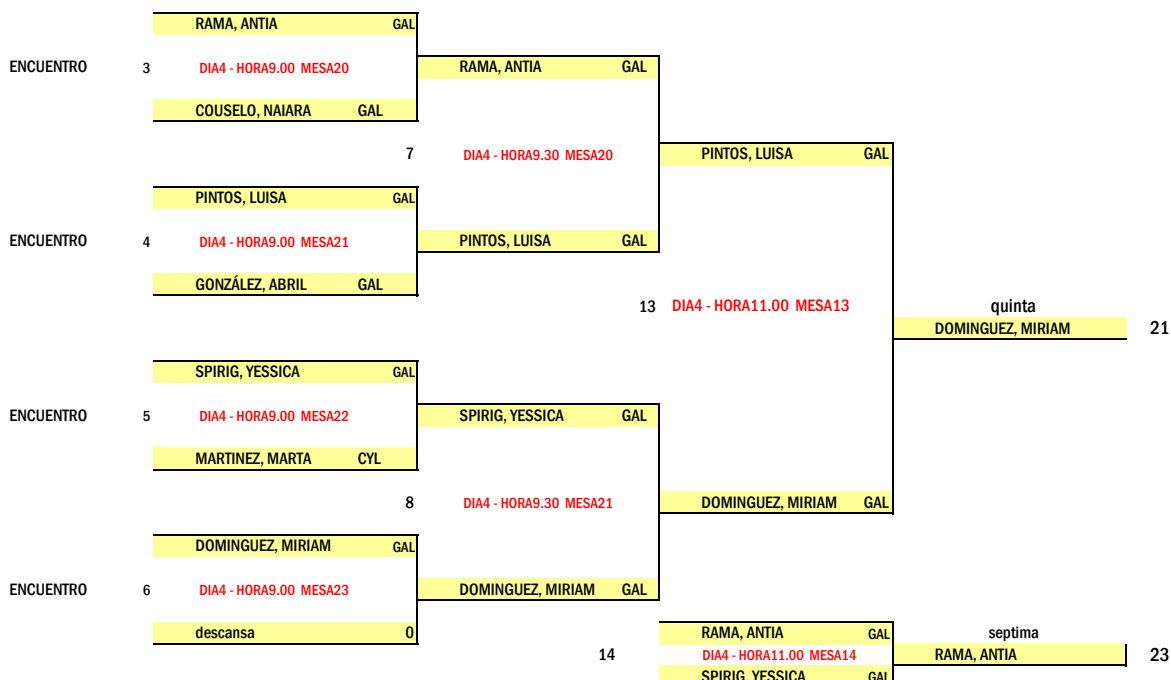 RAMA, ANTIA GAL
ENCUENTRO 3 DIA4 - HORA9.00 MESA20 RAMA, ANTIA GAL
COUSELO, NAIARA GAL
7 DIA4 - HORA9.30 MESA20 PINTOS, LUISA GAL
PINTOS, LUISA GAL
ENCUENTRO 4 DIA4 - HORA9.00 MESA21 PINTOS, LUISA GAL
GONZÁLEZ, ABRIL GAL
13 DIA4 - HORA11.00 MESA13 quinta
DOMINGUEZ, MIRIAM 21
SPIRIG, YESSICA GAL
ENCUENTRO 5 DIA4 - HORA9.00 MESA22 SPIRIG, YESSICA GAL
MARTINEZ, MARTA CYL
8 DIA4 - HORA9.30 MESA21 DOMINGUEZ, MIRIAM GAL
DOMINGUEZ, MIRIAM GAL
ENCUENTRO 6 DIA4 - HORA9.00 MESA23 DOMINGUEZ, MIRIAM GAL
descansa 0 RAMA, ANTIA GAL septima
14 DIA4 - HORA11.00 MESA14 RAMA, ANTIA 23
SPIRIG, YESSICA GAL